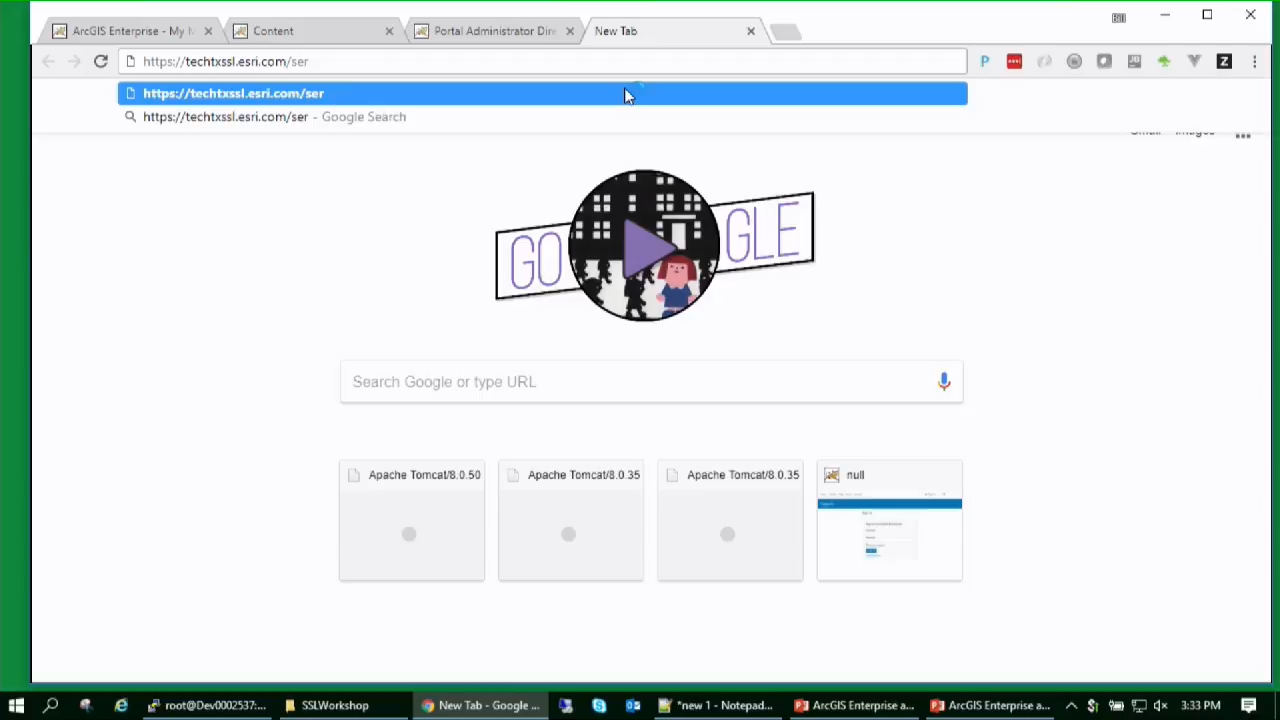 ArcGIS Enterprise - My
Content
Portal Administrator Dire
New Tab
https://techtxssl.esri.com/ser
https://techtxssl.esri.com/ser
https://techtxssl.esri.com/ser - Google Search
GO GLE
Search Google or type URL
Apache Tomcat/8.0.50
Apache Tomcat/8.0.35
Apache Tomcat/8.0.35
null
root@Dev0002537:...
SSLWorkshop
New Tab - Google ...
*new 1 - Notepad...
ArcGIS Enterprise a...
ArcGIS Enterprise a...
3:33 PM